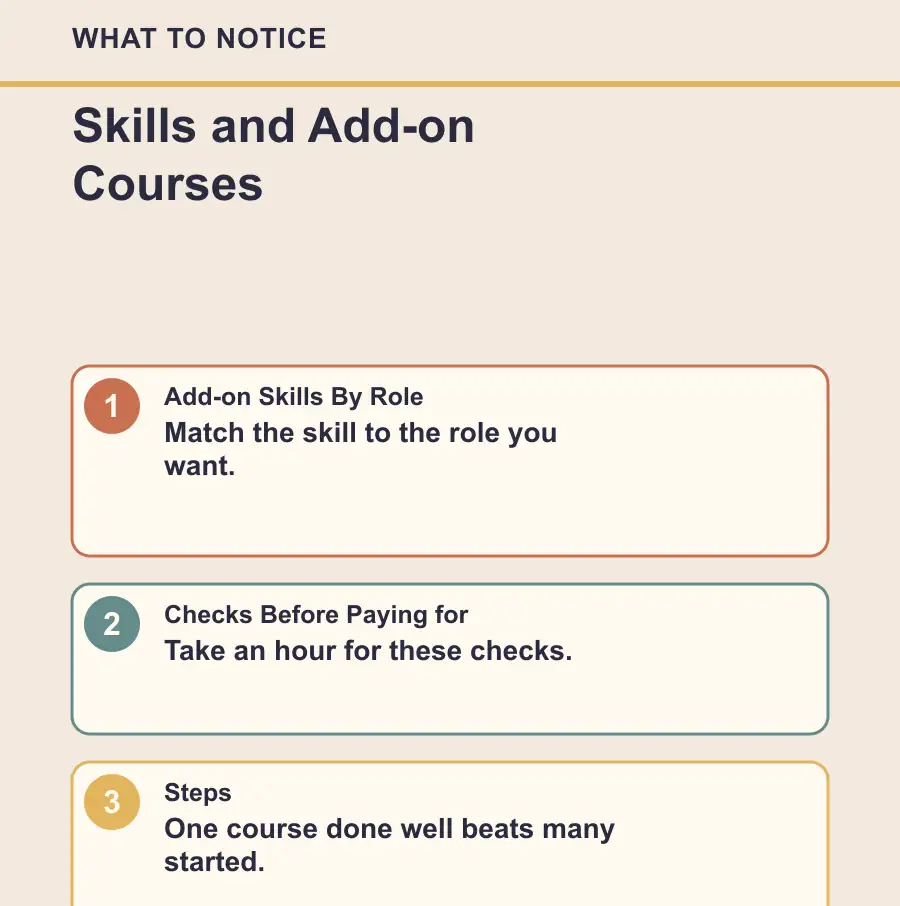 WHAT TO NOTICE
Skills and Add-on
Courses
1
Add-on Skills By Role
Match the skill to the role you
want.
2
Checks Before Paying for
Take an hour for these checks.
3
Steps
One course done well beats many
started.